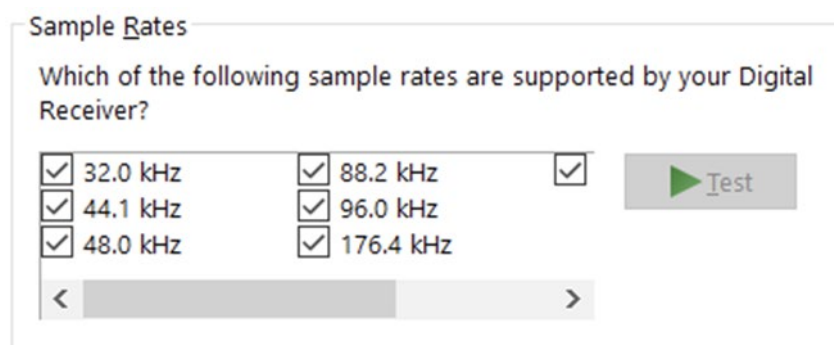 Sample Rates
Which of the following sample rates are supported by your Digital
Receiver?
32.0 kHz 88.2 kHz
44.1 kHz 96.0 kHz
48.0 kHz 176.4 kHz
Test